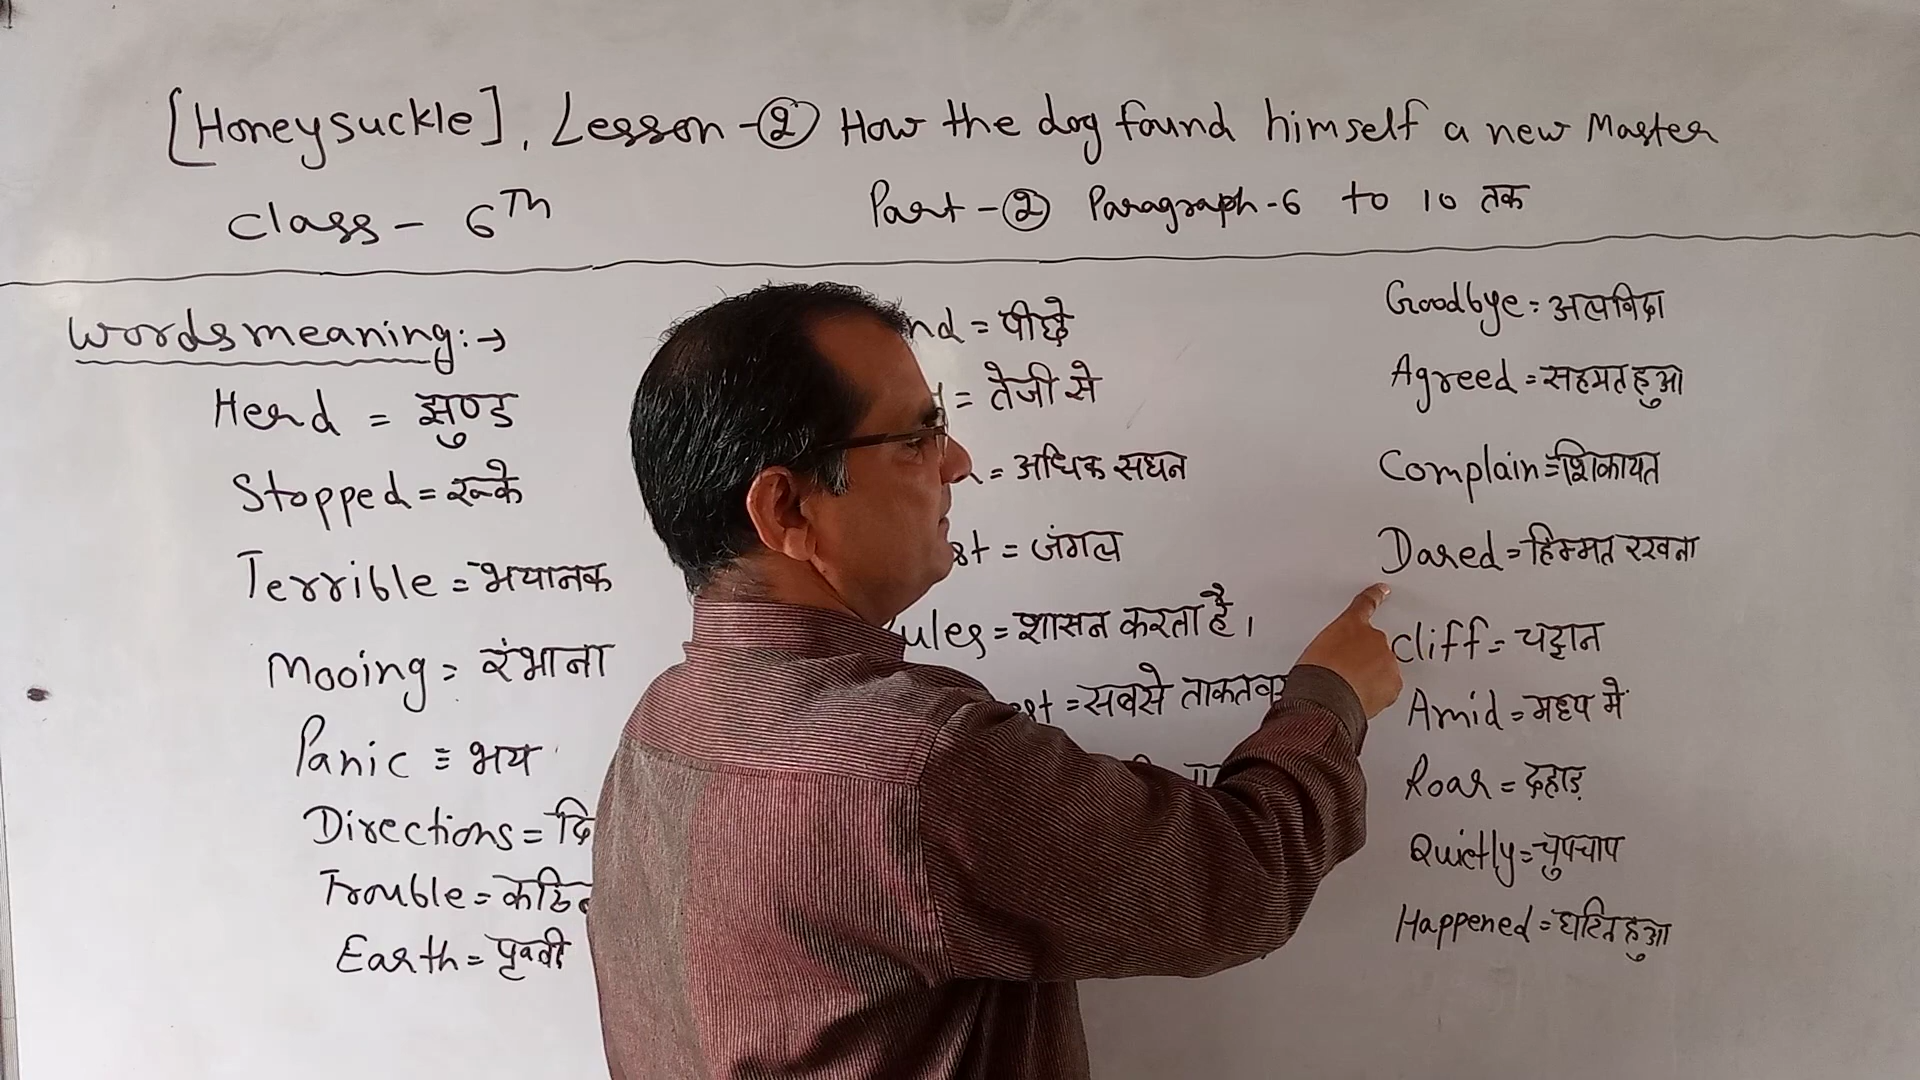 [Honeysuckle], Lesson-② How the dog found himself a new Master
Class - 6Th
Part-② Paragraph-6 to 10 तक
Words meaning:→
Herd = झुण्ड
Stopped = रूके
Terrible = भयानक
Mooing = रंभाना
Panic = भय
Directions = दि
Trouble = कठिन
Earth = पृथ्वी
nd = पीछे
= तेजी से
= अधिक सघन
st = जंगल
ules = शासन करता है।
est = सबसे ताकतवर
Goodbye = अलविदा
Agreed = सहमत हुआ
Complain = शिकायत
Dared = हिम्मत रखना
Cliff = चट्टान
Amid = मध्य में
Roar = दहाड़
Quietly = चुपचाप
Happened = घटित हुआ